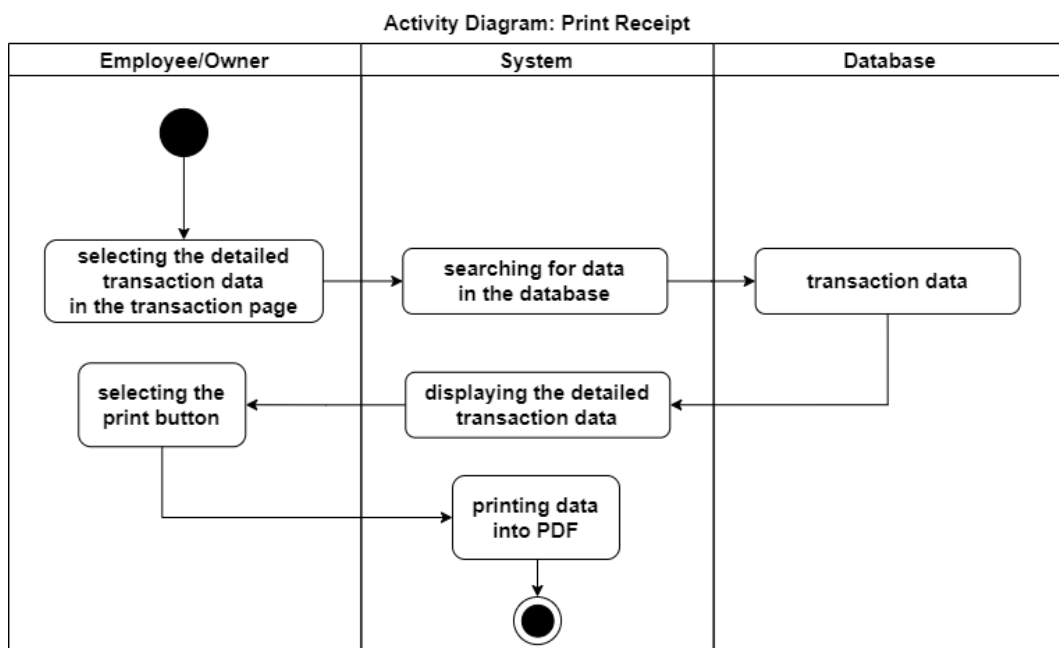 Activity Diagram: Print Receipt
Employee/Owner
System
Database
selecting the detailed
transaction data
in the transaction page
searching for data
in the database
transaction data
selecting the
print button
displaying the detailed
transaction data
printing data
into PDF